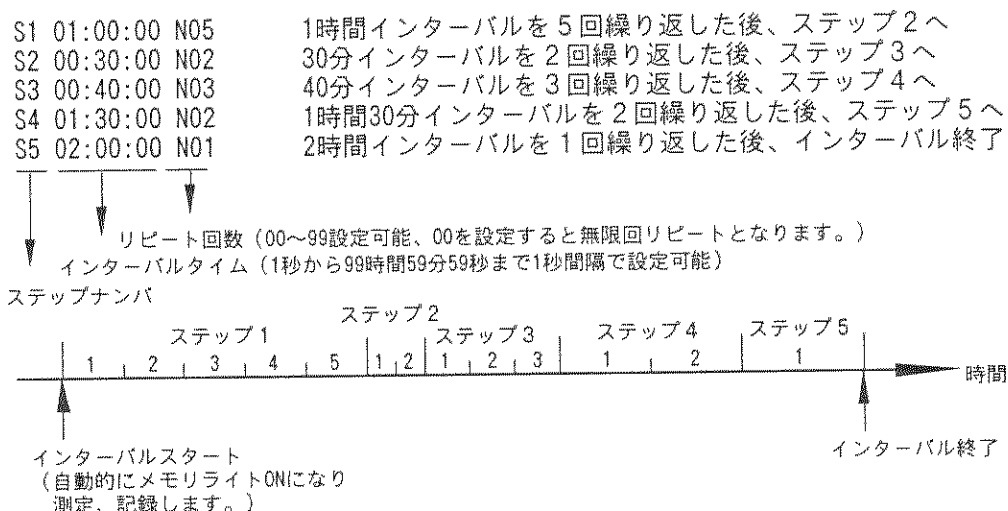 S1 01:00:00 N05 1時間インターバルを5回繰り返した後、ステップ2へ
S2 00:30:00 N02 30分インターバルを2回繰り返した後、ステップ3へ
S3 00:40:00 N03 40分インターバルを3回繰り返した後、ステップ4へ
S4 01:30:00 N02 1時間30分インターバルを2回繰り返した後、ステップ5へ
S5 02:00:00 N01 2時間インターバルを1回繰り返した後、インターバル終了
リピート回数（00～99設定可能、00を設定すると無限回リピートとなります。）
インターバルタイム（1秒から99時間59分59秒まで1秒間隔で設定可能）
ステップナンバ
ステップ1 ステップ2 ステップ3 ステップ4 ステップ5
1 2 3 4 5 1 2 1 2 3 1 2 1
時間
インターバルスタート
（自動的にメモリライトONになり
測定、記録します。）
インターバル終了